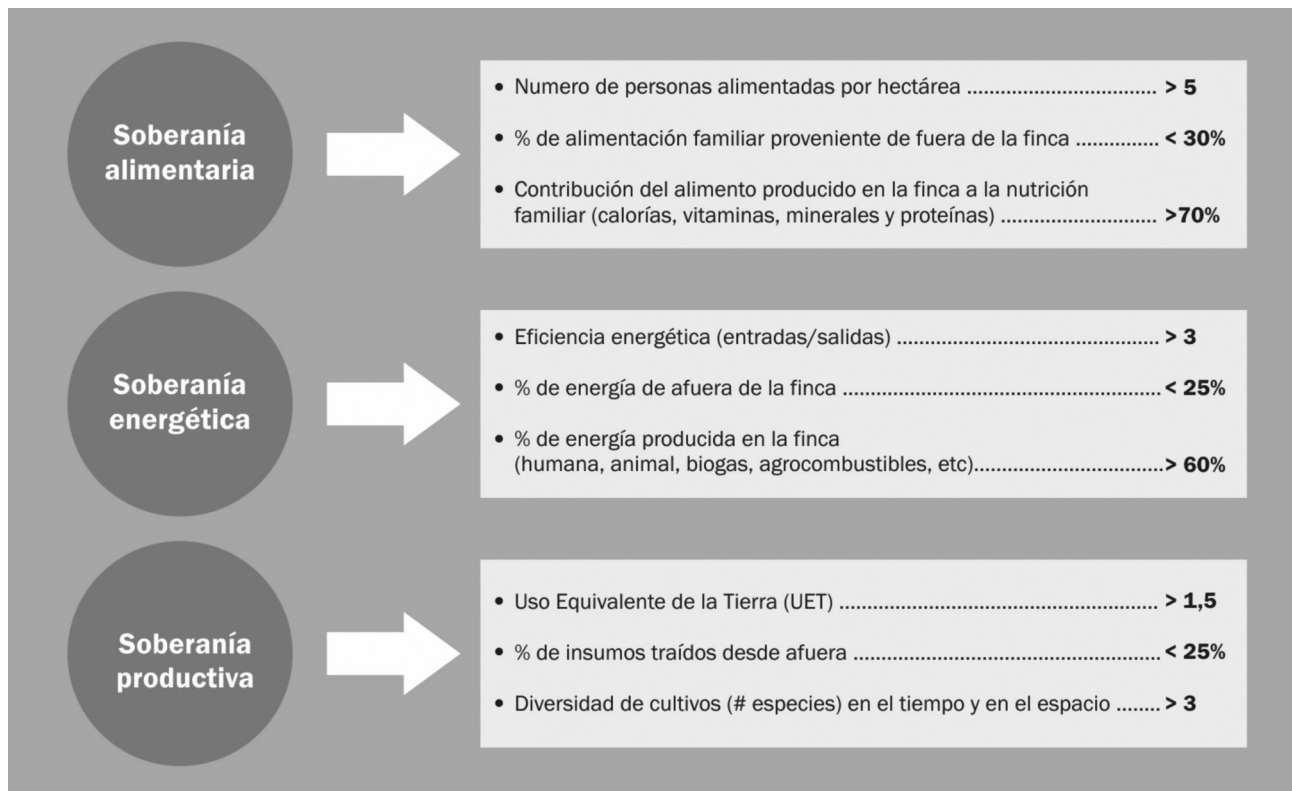 Soberanía
alimentaria
• Numero de personas alimentadas por hectárea .................................. > 5
• % de alimentación familiar proveniente de fuera de la finca ............... < 30%
• Contribución del alimento producido en la finca a la nutrición
familiar (calorías, vitaminas, minerales y proteínas) ............................ >70%
Soberanía
energética
• Eficiencia energética (entradas/salidas) ............................................... > 3
• % de energía de afuera de la finca ......................................................... < 25%
• % de energía producida en la finca
(humana, animal, biogas, agrocombustibles, etc).................................. > 60%
Soberanía
productiva
• Uso Equivalente de la Tierra (UET) ......................................................... > 1,5
• % de insumos traídos desde afuera ....................................................... < 25%
• Diversidad de cultivos (# especies) en el tiempo y en el espacio ........ > 3